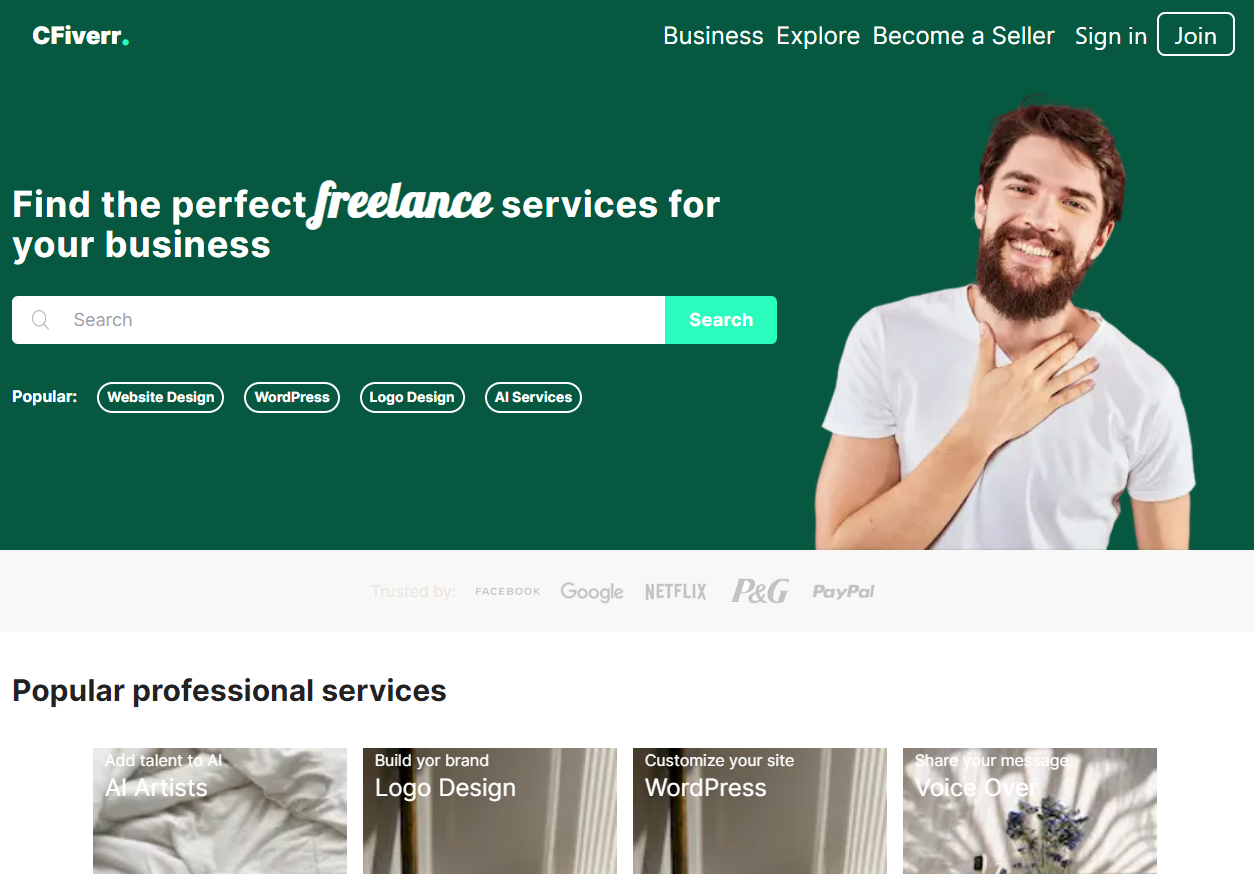 CFiverr.
Business Explore Become a Seller Sign in Join
Find the perfect freelance services for
your business
Search Search
Popular: Website Design WordPress Logo Design AI Services
Trusted by: FACEBOOK Google NETFLIX P&G PayPal
Popular professional services
Add talent to AI
AI Artists
Build yor brand
Logo Design
Customize your site
WordPress
Share your message
Voice Over